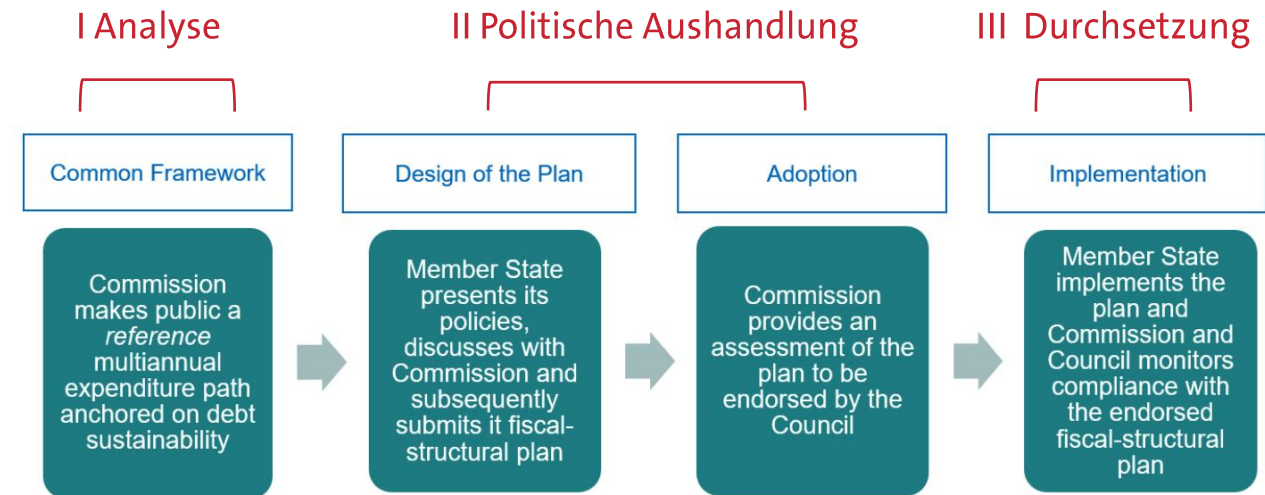 I Analyse
II Politische Aushandlung
III Durchsetzung
Common Framework
Design of the Plan
Adoption
Implementation
Commission
makes public a
reference
multiannual
expenditure path
anchored on debt
sustainability
Member State
presents its
policies,
discusses with
Commission and
subsequently
submits it fiscal-
structural plan
Commission
provides an
assessment of the
plan to be
endorsed by the
Council
Member State
implements the
plan and
Commission and
Council monitors
compliance with
the endorsed
fiscal-structural
plan